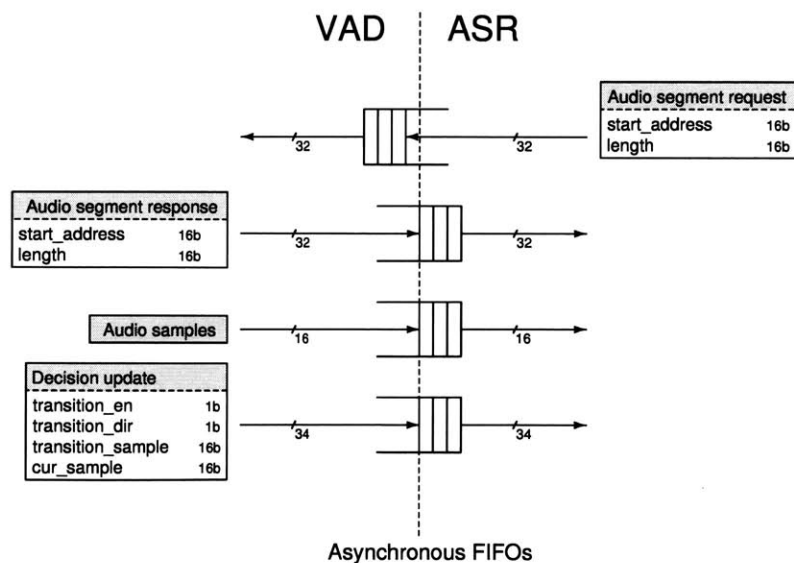 VAD ASR
Audio segment request
start_address 16b
length 16b
32 32
Audio segment response
start_address 16b
length 16b
32 32
Audio samples
16 16
Decision update
transition_en 1b
transition_dir 1b
transition_sample 16b
cur_sample 16b
34 34
Asynchronous FIFOs